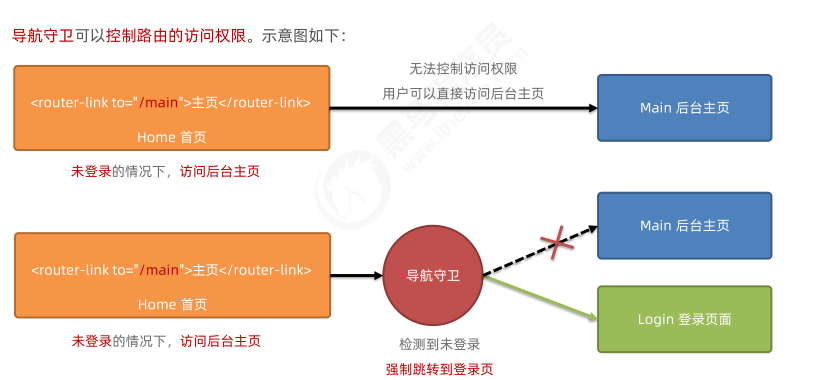 导航守卫可以控制路由的访问权限。示意图如下：
<router-link to="/main">主页</router-link>
Home 首页
未登录的情况下，访问后台主页
无法控制访问权限
用户可以直接访问后台主页
Main 后台主页
<router-link to="/main">主页</router-link>
Home 首页
未登录的情况下，访问后台主页
导航守卫
检测到未登录
强制跳转到登录页
Main 后台主页
Login 登录页面